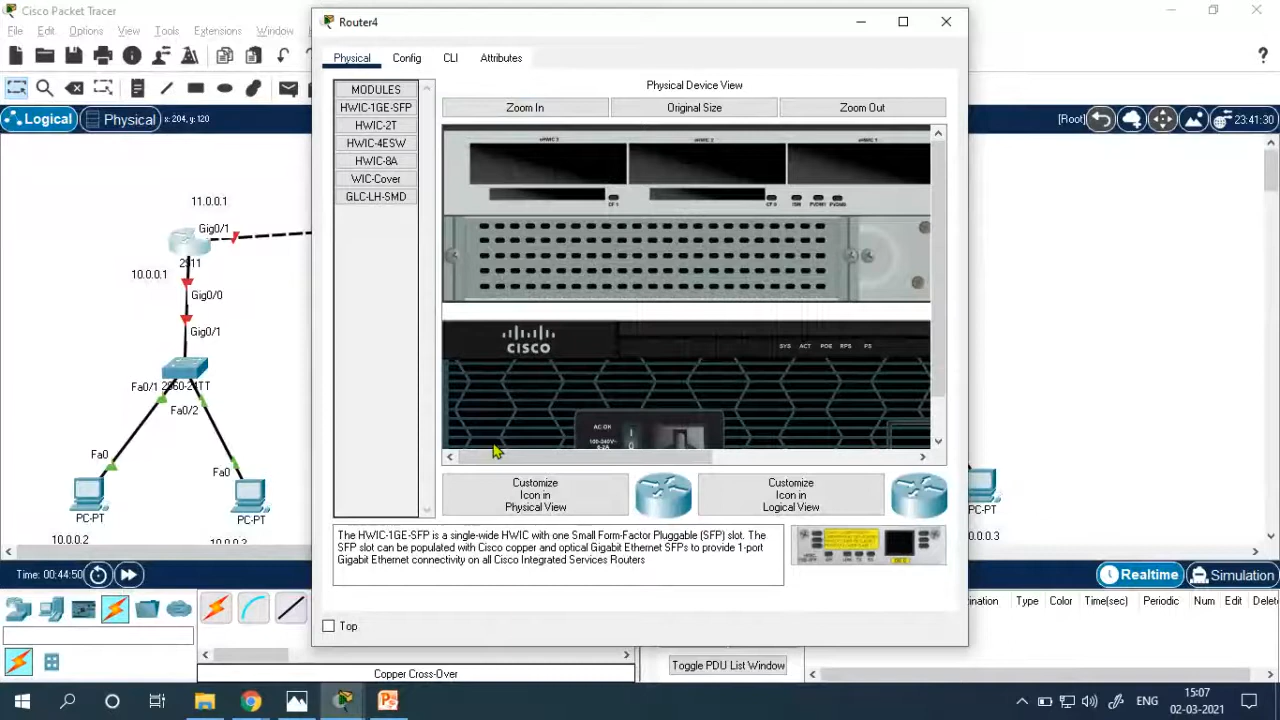 Cisco Packet Tracer
File Edit Options View Tools Extensions Window
Logical
Physical
x: 204, y:120
[Root]
23:41:30
Router4
Physical Config CLI Attributes
MODULES
HWIC-1GE-SFP
HWIC-2T
HWIC-4ESW
HWIC-8A
WIC-Cover
GLC-LH-SMD
Physical Device View
Zoom In
Original Size
Zoom Out
CISCO
SYS ACT POE RPS PS
AC OK
Customize
Icon in
Physical View
Customize
Icon in
Logical View
The HWIC-1GE-SFP is a single-wide HWIC with one Small Form-Factor Pluggable (SFP) slot. The
SFP slot can be populated with Cisco copper and optical Gigabit Ethernet SFPs to provide 1-port
Gigabit Ethernet connectivity on all Cisco Integrated Services Routers
Top
11.0.0.1
Gig0/1
2911
10.0.0.1
Gig0/0
Gig0/1
Fa0/1 2960-24TT
Fa0/2
Fa0
Fa0
PC-PT
PC-PT
10.0.0.2
PC-PT
Time: 00:44:50
Realtime
Simulation
Type Color Time(sec) Periodic Num Edit
Copper Cross-Over
Toggle PDU List Window
ENG
15:07
02-03-2021